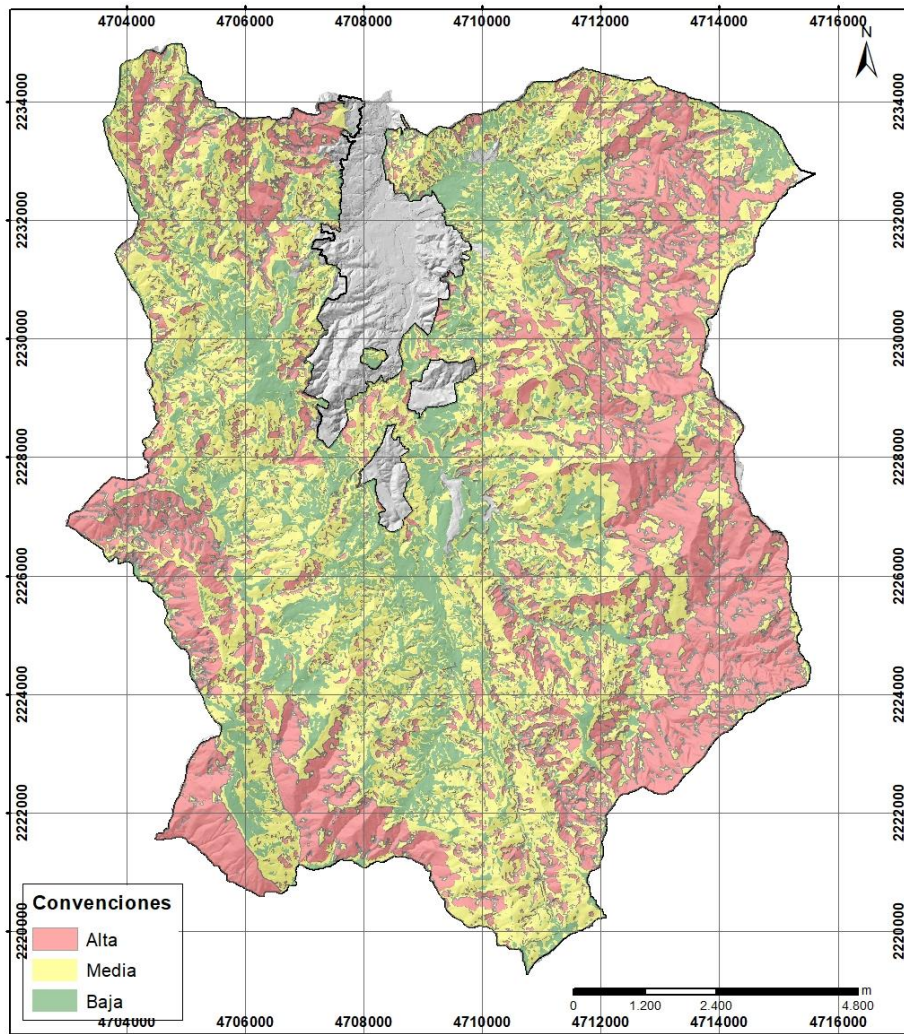 4704000 4706000 4708000 4710000 4712000 4714000 4716000
N
2234000 2234000
2232000 2232000
2230000 2230000
2228000 2228000
2226000 2226000
2224000 2224000
2222000 2222000
2220000 2220000
Convenciones
Alta
Media
Baja
m
0 1.200 2.400 4.800
4704000 4706000 4708000 4710000 4712000 4714000 4716000